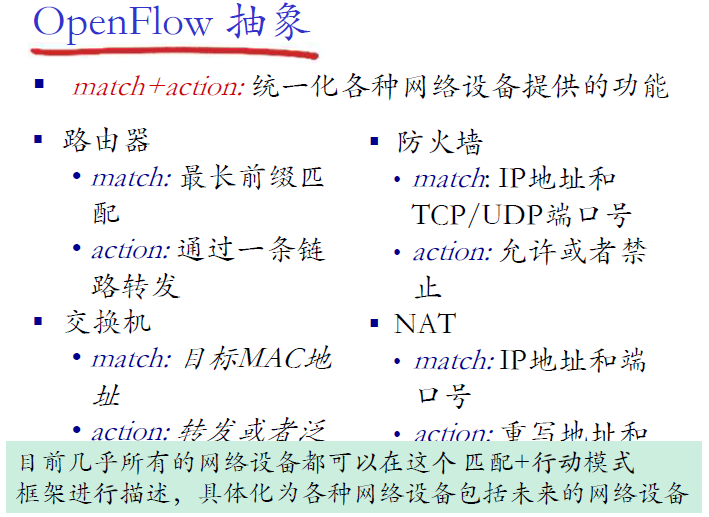 OpenFlow 抽象
▪ match+action: 统一化各种网络设备提供的功能
▪ 路由器
• match: 最长前缀匹
配
• action: 通过一条链
路转发
▪ 交换机
• match: 目标MAC地
址
• action: 转发或者泛
▪ 防火墙
• match: IP地址和
TCP/UDP端口号
• action: 允许或者禁
止
▪ NAT
• match: IP地址和端
口号
• action: 重写地址和
目前几乎所有的网络设备都可以在这个 匹配+行动模式
框架进行描述，具体化为各种网络设备包括未来的网络设备